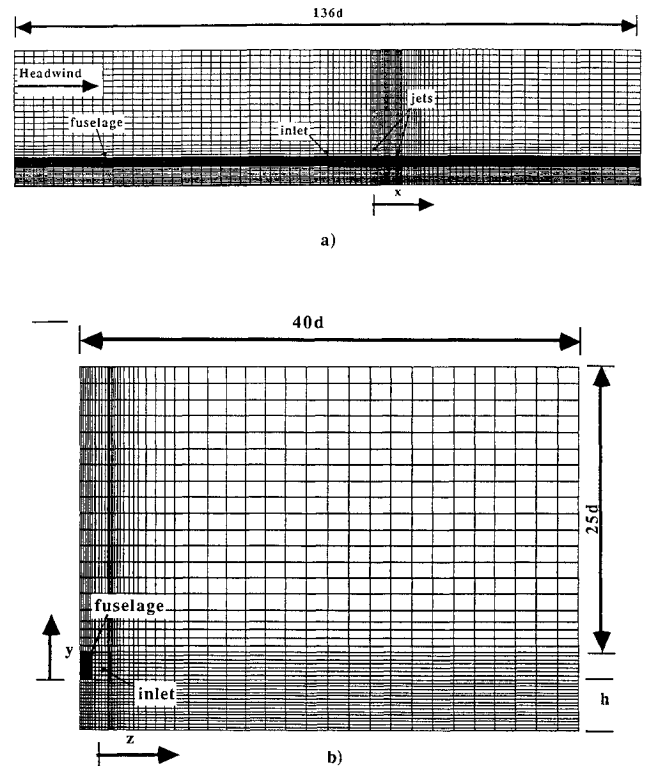 136d
Headwind
jets
fuselage
inlet
x
a)
40d
25d
fuselage
y
inlet
h
z
b)